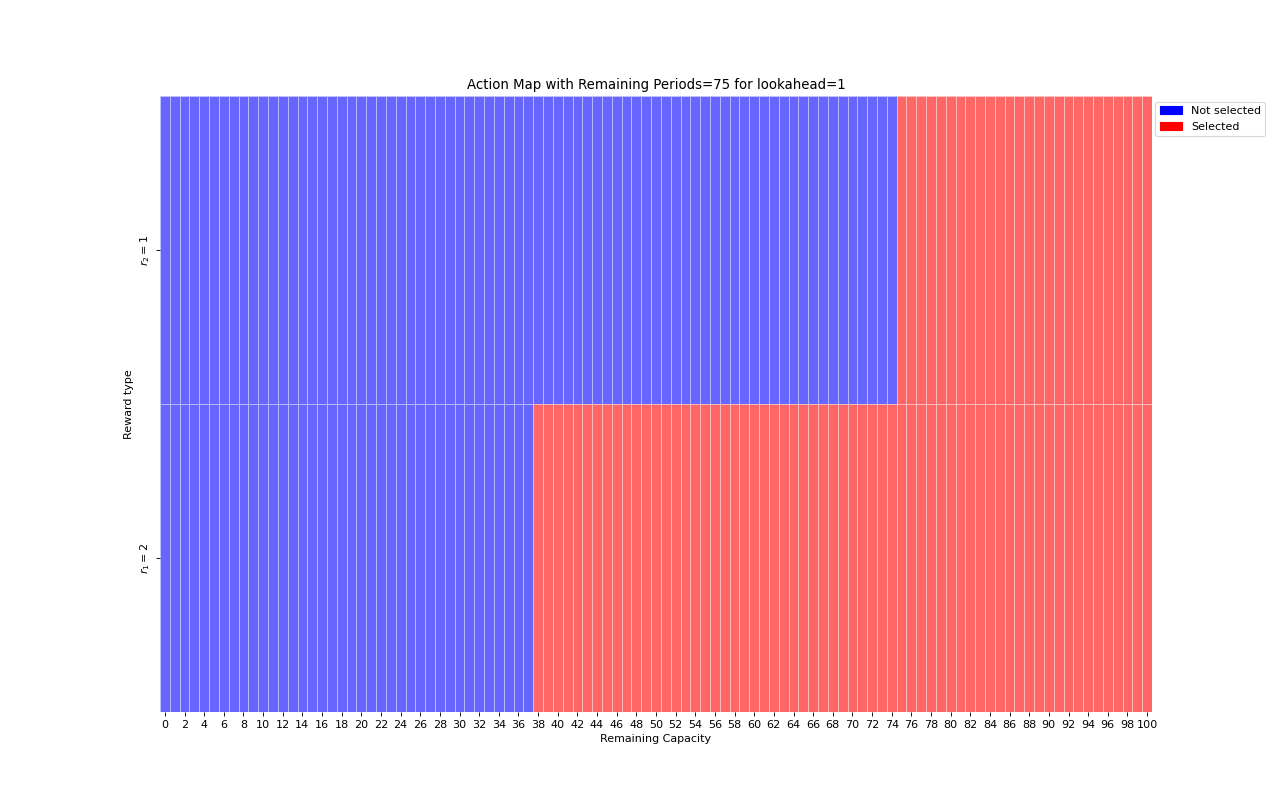 Action Map with Remaining Periods=75 for lookahead=1
Not selected
Selected
r₂ = 1
Reward type
r₁ = 2
0 2 4 6 8 10 12 14 16 18 20 22 24 26 28 30 32 34 36 38 40 42 44 46 48 50 52 54 56 58 60 62 64 66 68 70 72 74 76 78 80 82 84 86 88 90 92 94 96 98 100
Remaining Capacity